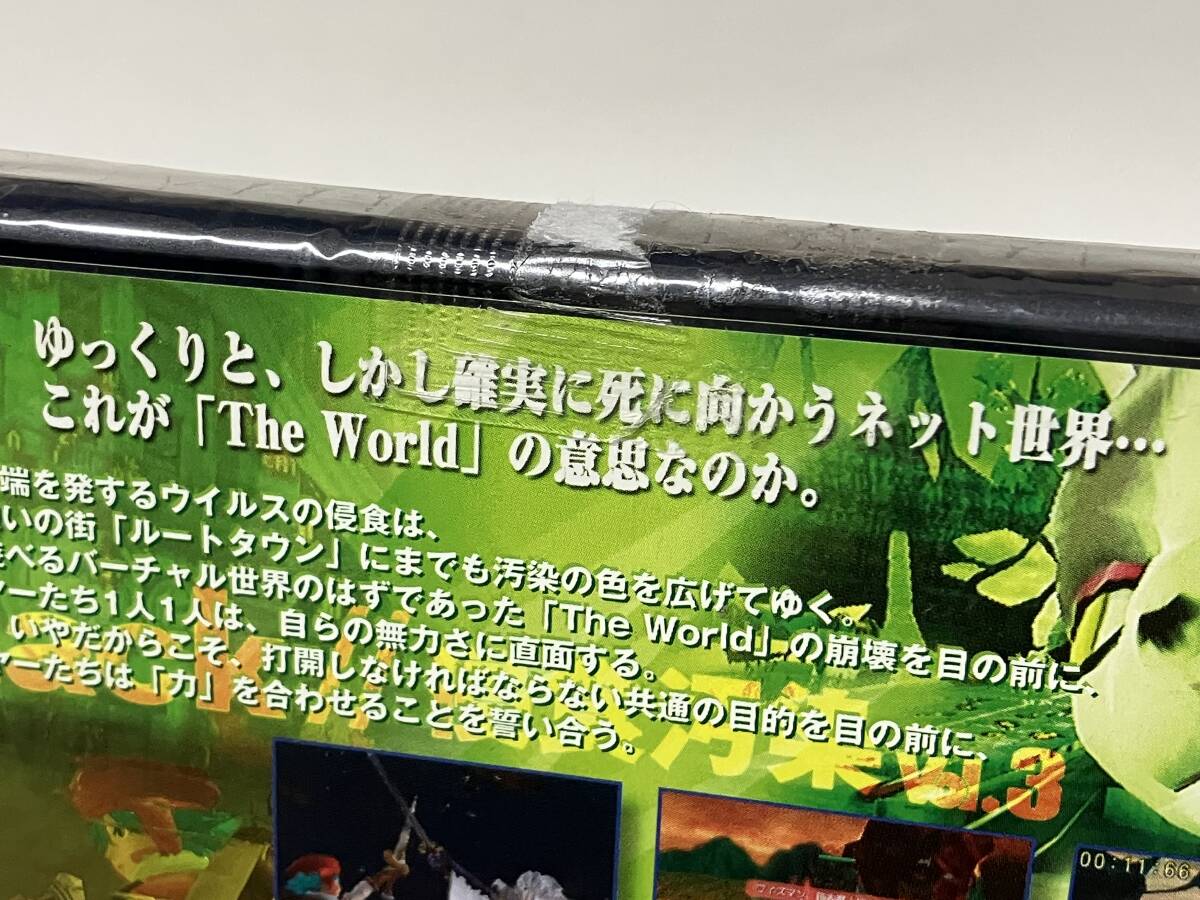 ゆっくりと、しかし確実に死に向かうネット世界…
これが「The World」の意思なのか。
端を発するウイルスの侵食は、
いの街「ルートタウン」にまでも汚染の色を広げてゆく。
べるバーチャル世界のはずであった「The World」の崩壊を目の前に、
ーたち1人1人は、自らの無力さに直面する。
いやだからこそ、打開しなければならない共通の目的を目の前に、
ーたちは「力」を合わせることを誓い合う。
汚染 Vol.3
00:11:66